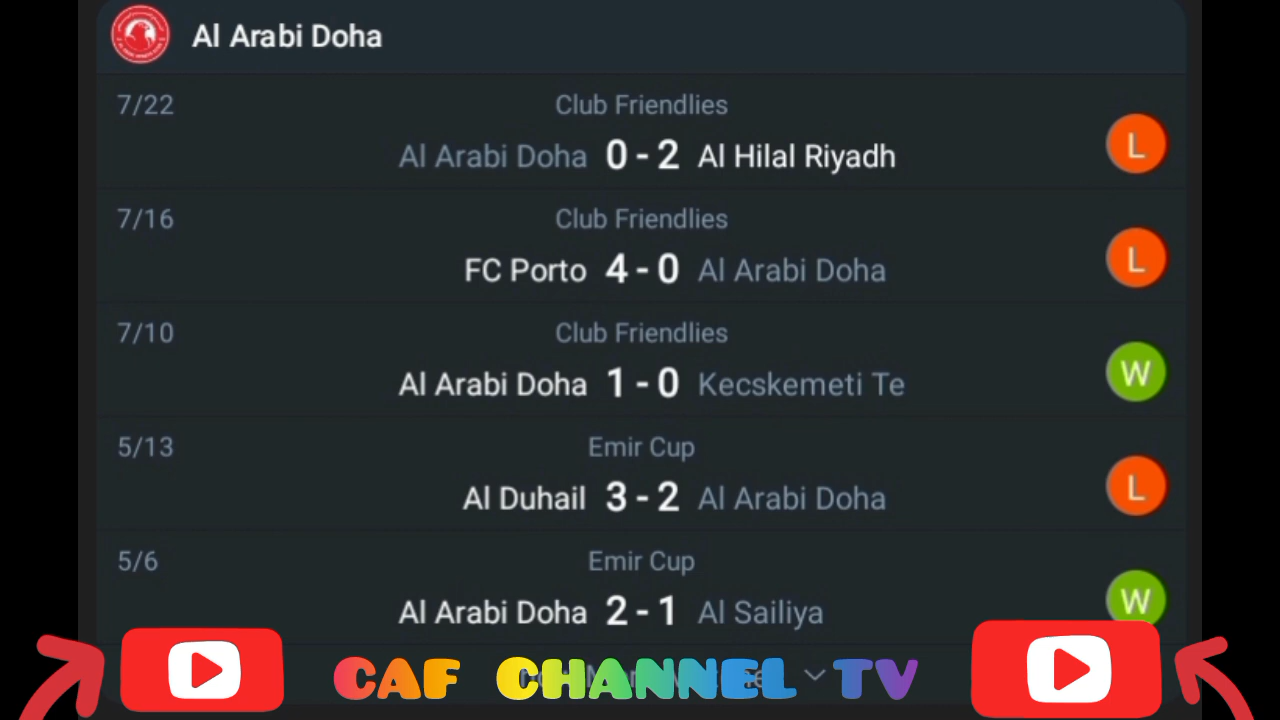 Al Arabi Doha
7/22 Club Friendlies
Al Arabi Doha 0 - 2 Al Hilal Riyadh L
7/16 Club Friendlies
FC Porto 4 - 0 Al Arabi Doha L
7/10 Club Friendlies
Al Arabi Doha 1 - 0 Kecskemeti Te W
5/13 Emir Cup
Al Duhail 3 - 2 Al Arabi Doha L
5/6 Emir Cup
Al Arabi Doha 2 - 1 Al Sailiya W
CAF CHANNEL TV